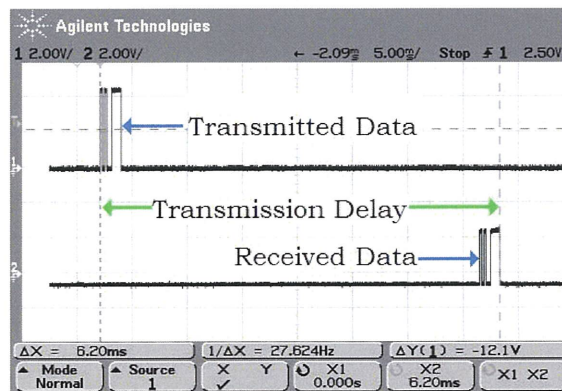 Agilent Technologies
1 2.00V/ 2 2.00V/ ← -2.09ms 5.00ms/ Stop 1 2.50V
Transmitted Data
1
Transmission Delay
Received Data
2
ΔX = 6.20ms 1/ΔX = 27.624Hz ΔY(1) = -12.1V
Mode Normal Source 1 X Y X1 0.000s X2 6.20ms X1 X2